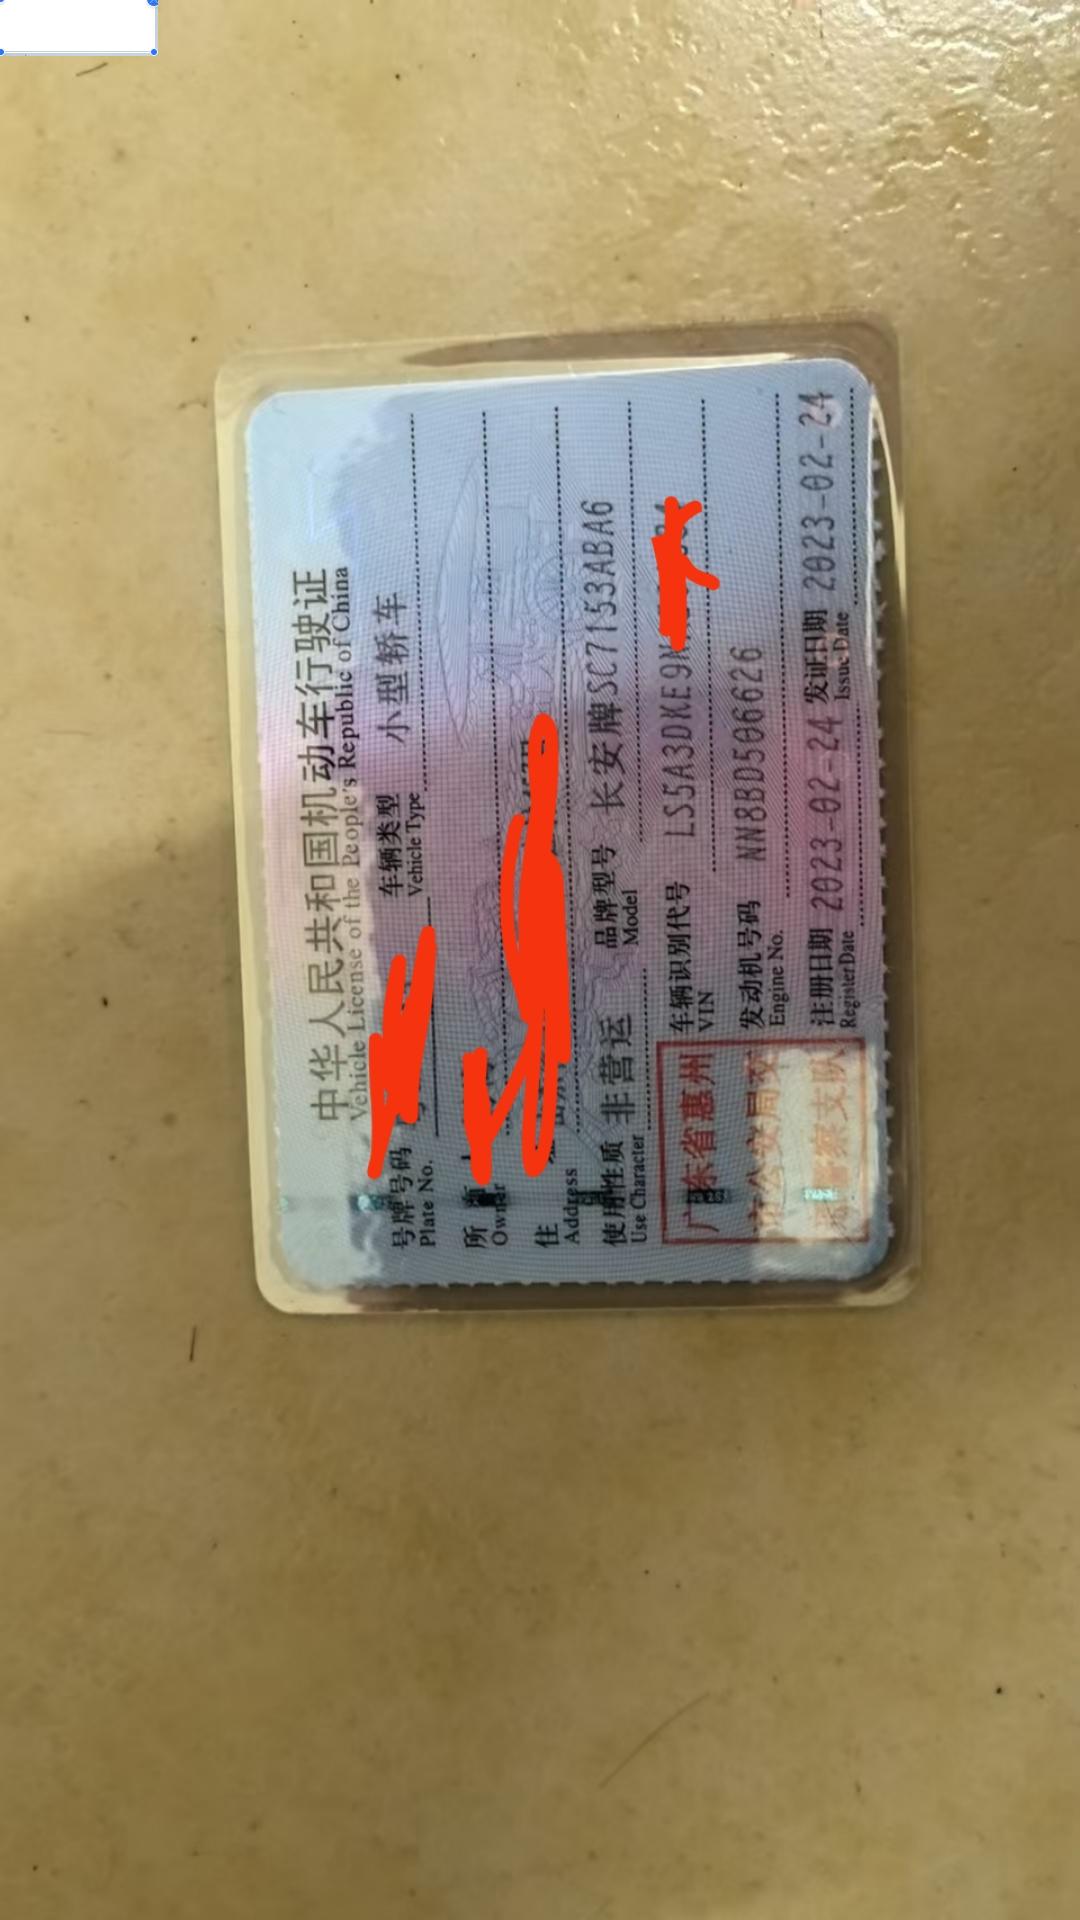 中华人民共和国机动车行驶证
Vehicle License of the People's Republic of China
号牌号码 车辆类型 小型轿车
Plate No. Vehicle Type
所
Owner
住
Address
使用性质 非营运 品牌型号 长安牌SC7153ABA6
Use Character Model
车辆识别代号 LS5A3DKE9
VIN
发动机号码 NN8BD506626
Engine No.
注册日期 2023-02-24 发证日期 2023-02-24
Register Date Issue Date
广东省惠州
市公安局交
警察支队